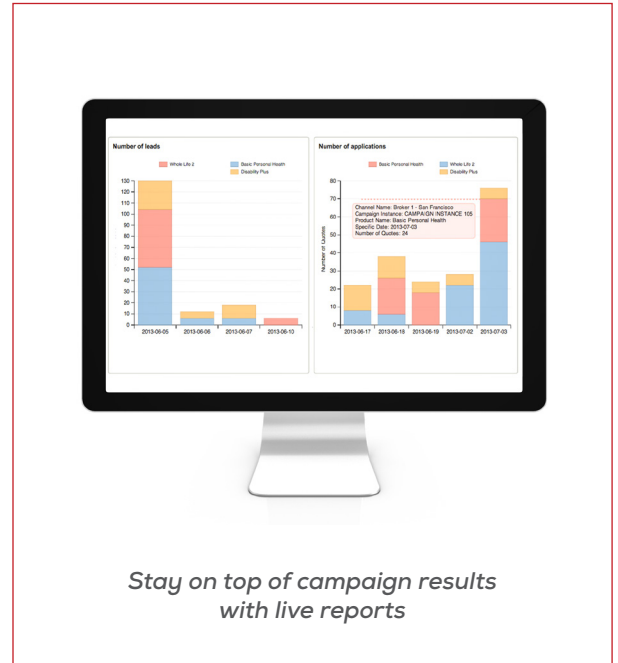 Number of leads
Whole Life 2
Basic Personal Health
Disability Plus
130
120
110
100
90
80
70
60
50
40
30
20
10
0
2013-05-05
2013-06-06
2013-06-07
2013-06-10
Number of applications
Basic Personal Health
Whole Life 2
Disability Plus
Number of Quotes
80
70
60
50
40
30
20
10
0
Channel Name: Broker 1 - San Francisco
Campaign Instance: CAMPAIGN INSTANCE 105
Product Name: Basic Personal Health
Specific Date: 2013-07-03
Number of Quotes: 24
2013-06-17
2013-06-18
2013-06-19
2013-07-02
2013-07-03
Stay on top of campaign results
with live reports